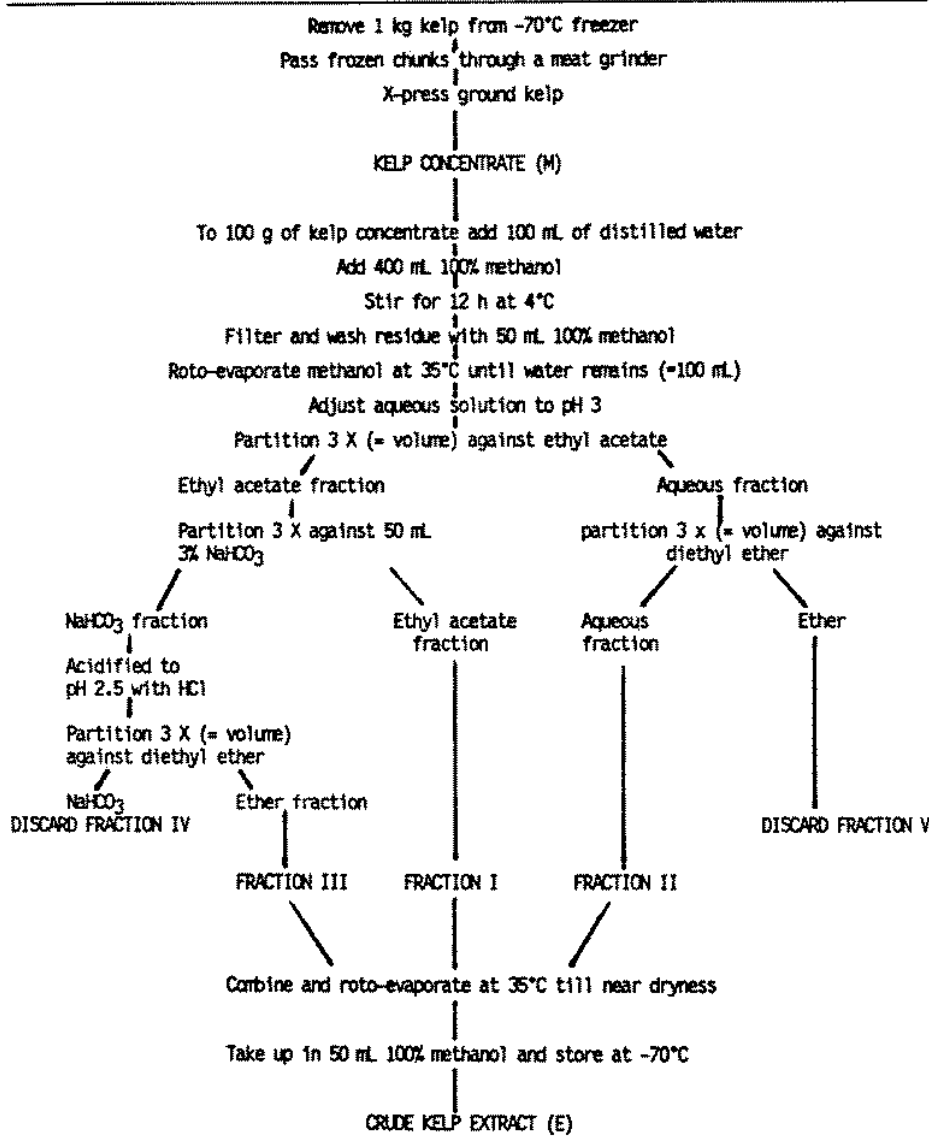 Remove 1 kg kelp from -70°C freezer
Pass frozen chunks through a meat grinder
X-press ground kelp
KELP CONCENTRATE (M)
To 100 g of kelp concentrate add 100 mL of distilled water
Add 400 mL 100% methanol
Stir for 12 h at 4°C
Filter and wash residue with 50 mL 100% methanol
Roto-evaporate methanol at 35°C until water remains (=100 mL)
Adjust aqueous solution to pH 3
Partition 3 X (= volume) against ethyl acetate
Ethyl acetate fraction
Aqueous fraction
Partition 3 X against 50 mL
3% NaHCO3
partition 3 x (= volume) against
diethyl ether
NaHCO3 fraction
Ethyl acetate
fraction
Aqueous
fraction
Ether
Acidified to
pH 2.5 with HCl
Partition 3 X (= volume)
against diethyl ether
NaHCO3
DISCARD FRACTION IV
Ether fraction
DISCARD FRACTION V
FRACTION III
FRACTION I
FRACTION II
Combine and roto-evaporate at 35°C till near dryness
Take up in 50 mL 100% methanol and store at -70°C
CRUDE KELP EXTRACT (E)